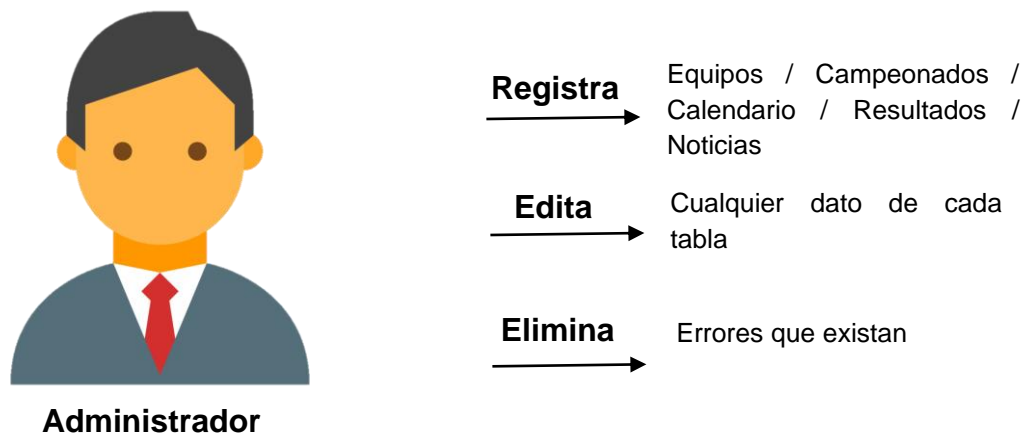 Registra
Equipos / Campeonados /
Calendario / Resultados /
Noticias
Edita
Cualquier dato de cada
tabla
Elimina
Errores que existan
Administrador